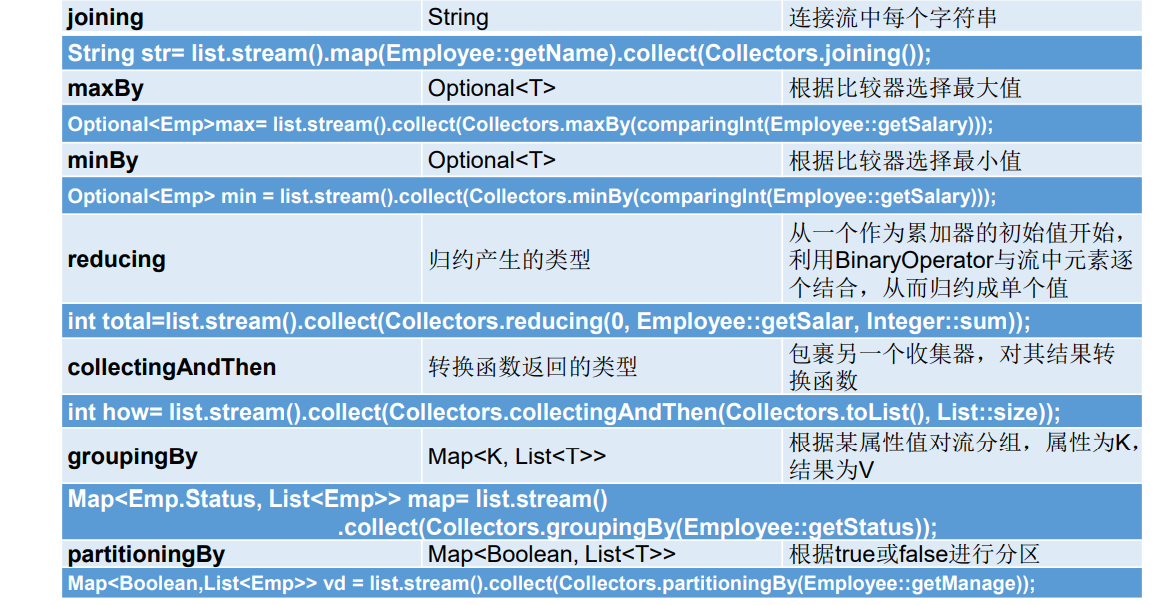 joining String 连接流中每个字符串
String str= list.stream().map(Employee::getName).collect(Collectors.joining());
maxBy Optional<T> 根据比较器选择最大值
Optional<Emp>max= list.stream().collect(Collectors.maxBy(comparingInt(Employee::getSalary)));
minBy Optional<T> 根据比较器选择最小值
Optional<Emp> min = list.stream().collect(Collectors.minBy(comparingInt(Employee::getSalary)));
reducing 归约产生的类型 从一个作为累加器的初始值开始，
利用BinaryOperator与流中元素逐
个结合，从而归约成单个值
int total=list.stream().collect(Collectors.reducing(0, Employee::getSalar, Integer::sum));
collectingAndThen 转换函数返回的类型 包裹另一个收集器，对其结果转
换函数
int how= list.stream().collect(Collectors.collectingAndThen(Collectors.toList(), List::size));
groupingBy Map<K, List<T>> 根据某属性值对流分组，属性为K，
结果为V
Map<Emp.Status, List<Emp>> map= list.stream()
.collect(Collectors.groupingBy(Employee::getStatus));
partitioningBy Map<Boolean, List<T>> 根据true或false进行分区
Map<Boolean,List<Emp>> vd = list.stream().collect(Collectors.partitioningBy(Employee::getManage));